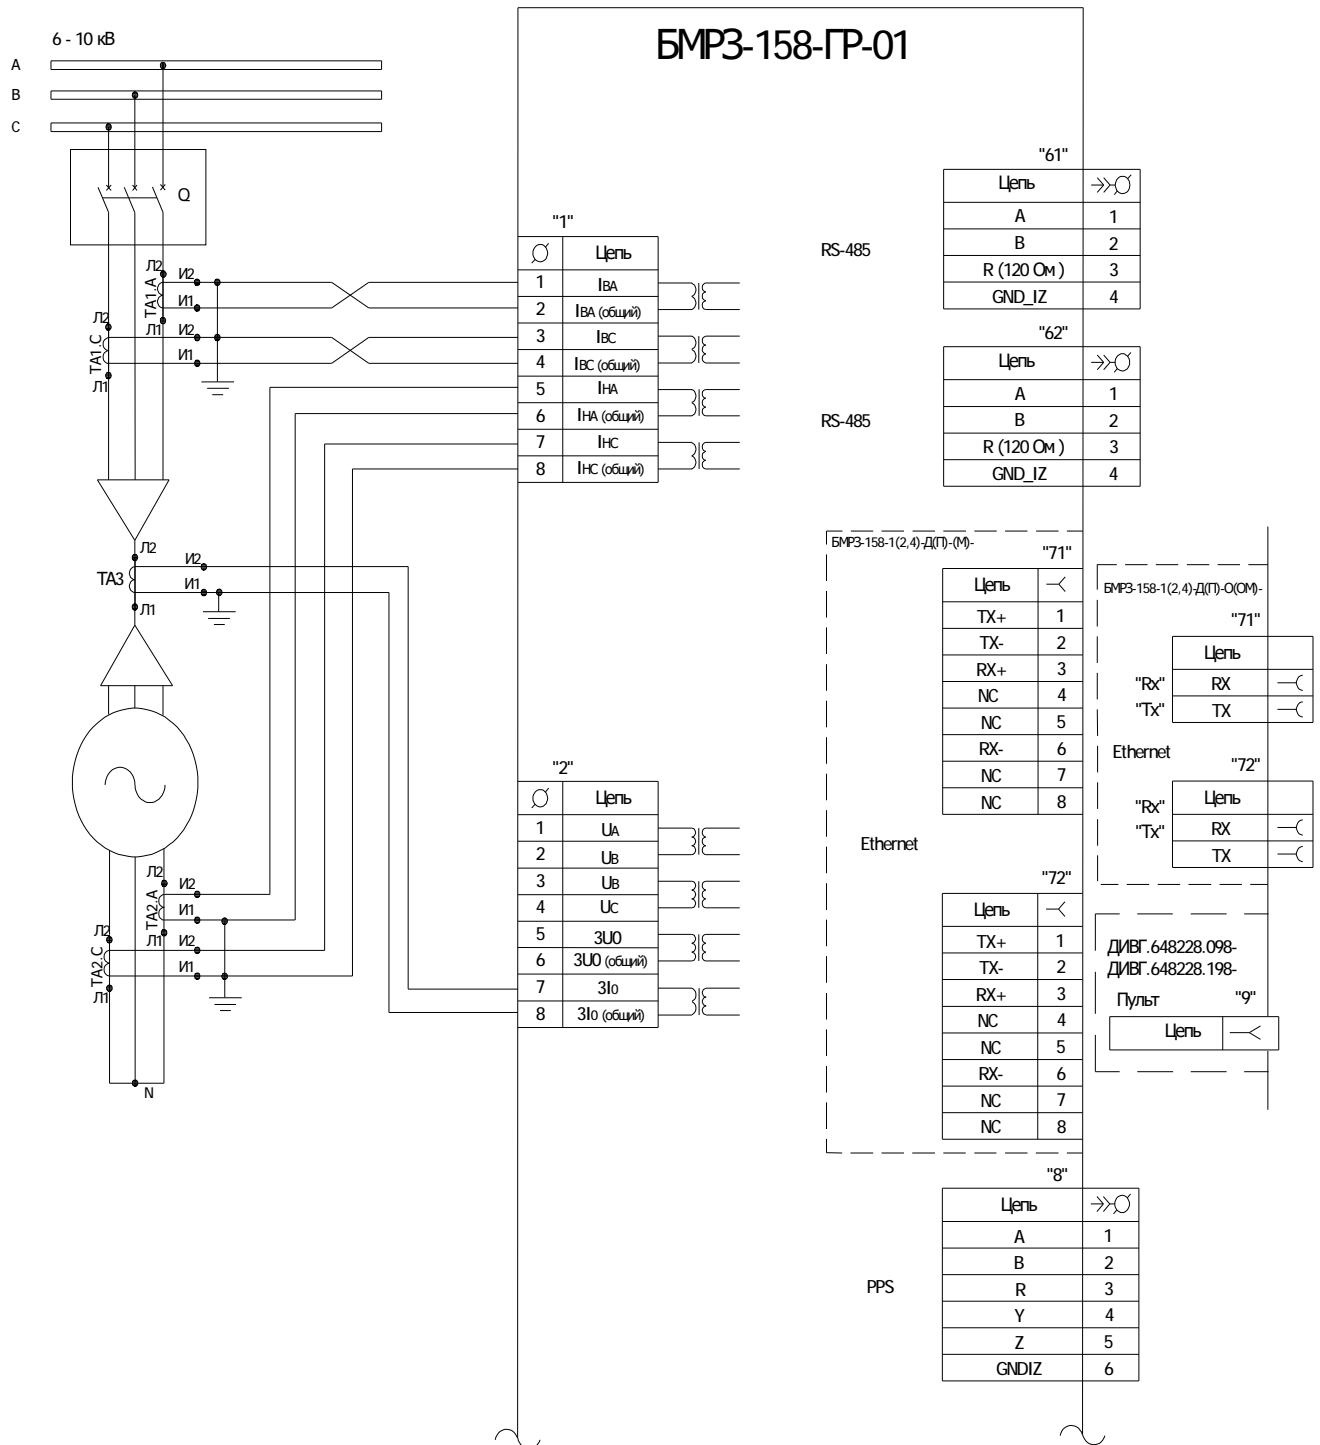 БМРЗ-158-ГР-01
6 - 10 кВ
A
B
C
Q
Л2
И2
TA1.A
И1
Л1
Л2
И2
TA1.C
И1
Л1
"1"
Цепь
1 IВА
2 IВА (общий)
3 IВС
4 IВС (общий)
5 IНА
6 IНА (общий)
7 IНС
8 IНС (общий)
Л2
И2
TA3
И1
Л1
Л2
И2
TA2.A
И1
Л1
Л2
И2
TA2.C
И1
Л1
N
"2"
Цепь
1 UA
2 UB
3 UB
4 UC
5 3U0
6 3U0 (общий)
7 3I0
8 3I0 (общий)
RS-485
"61"
Цепь
A 1
B 2
R (120 Ом ) 3
GND_IZ 4
RS-485
"62"
Цепь
A 1
B 2
R (120 Ом ) 3
GND_IZ 4
БМРЗ-158-1(2,4)-Д(П)-(М)-
"71"
Цепь
TX+ 1
TX- 2
RX+ 3
NC 4
NC 5
RX- 6
NC 7
NC 8
Ethernet
"72"
Цепь
TX+ 1
TX- 2
RX+ 3
NC 4
NC 5
RX- 6
NC 7
NC 8
БМРЗ-158-1(2,4)-Д(П)-О(ОМ)-
"71"
Цепь
"Rx" RX
"Tx" TX
Ethernet
"72"
Цепь
"Rx"
RX
"Tx"
TX
ДИВГ.648228.098-
ДИВГ.648228.198-
Пульт "9"
Цепь
PPS
"8"
Цепь
A 1
B 2
R 3
Y 4
Z 5
GNDIZ 6